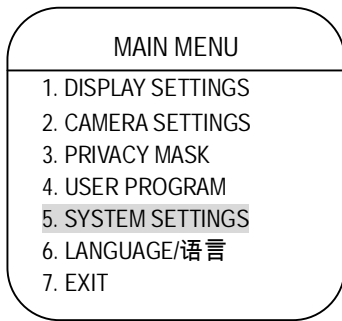 MAIN MENU
1. DISPLAY SETTINGS
2. CAMERA SETTINGS
3. PRIVACY MASK
4. USER PROGRAM
5. SYSTEM SETTINGS
6. LANGUAGE/语言
7. EXIT